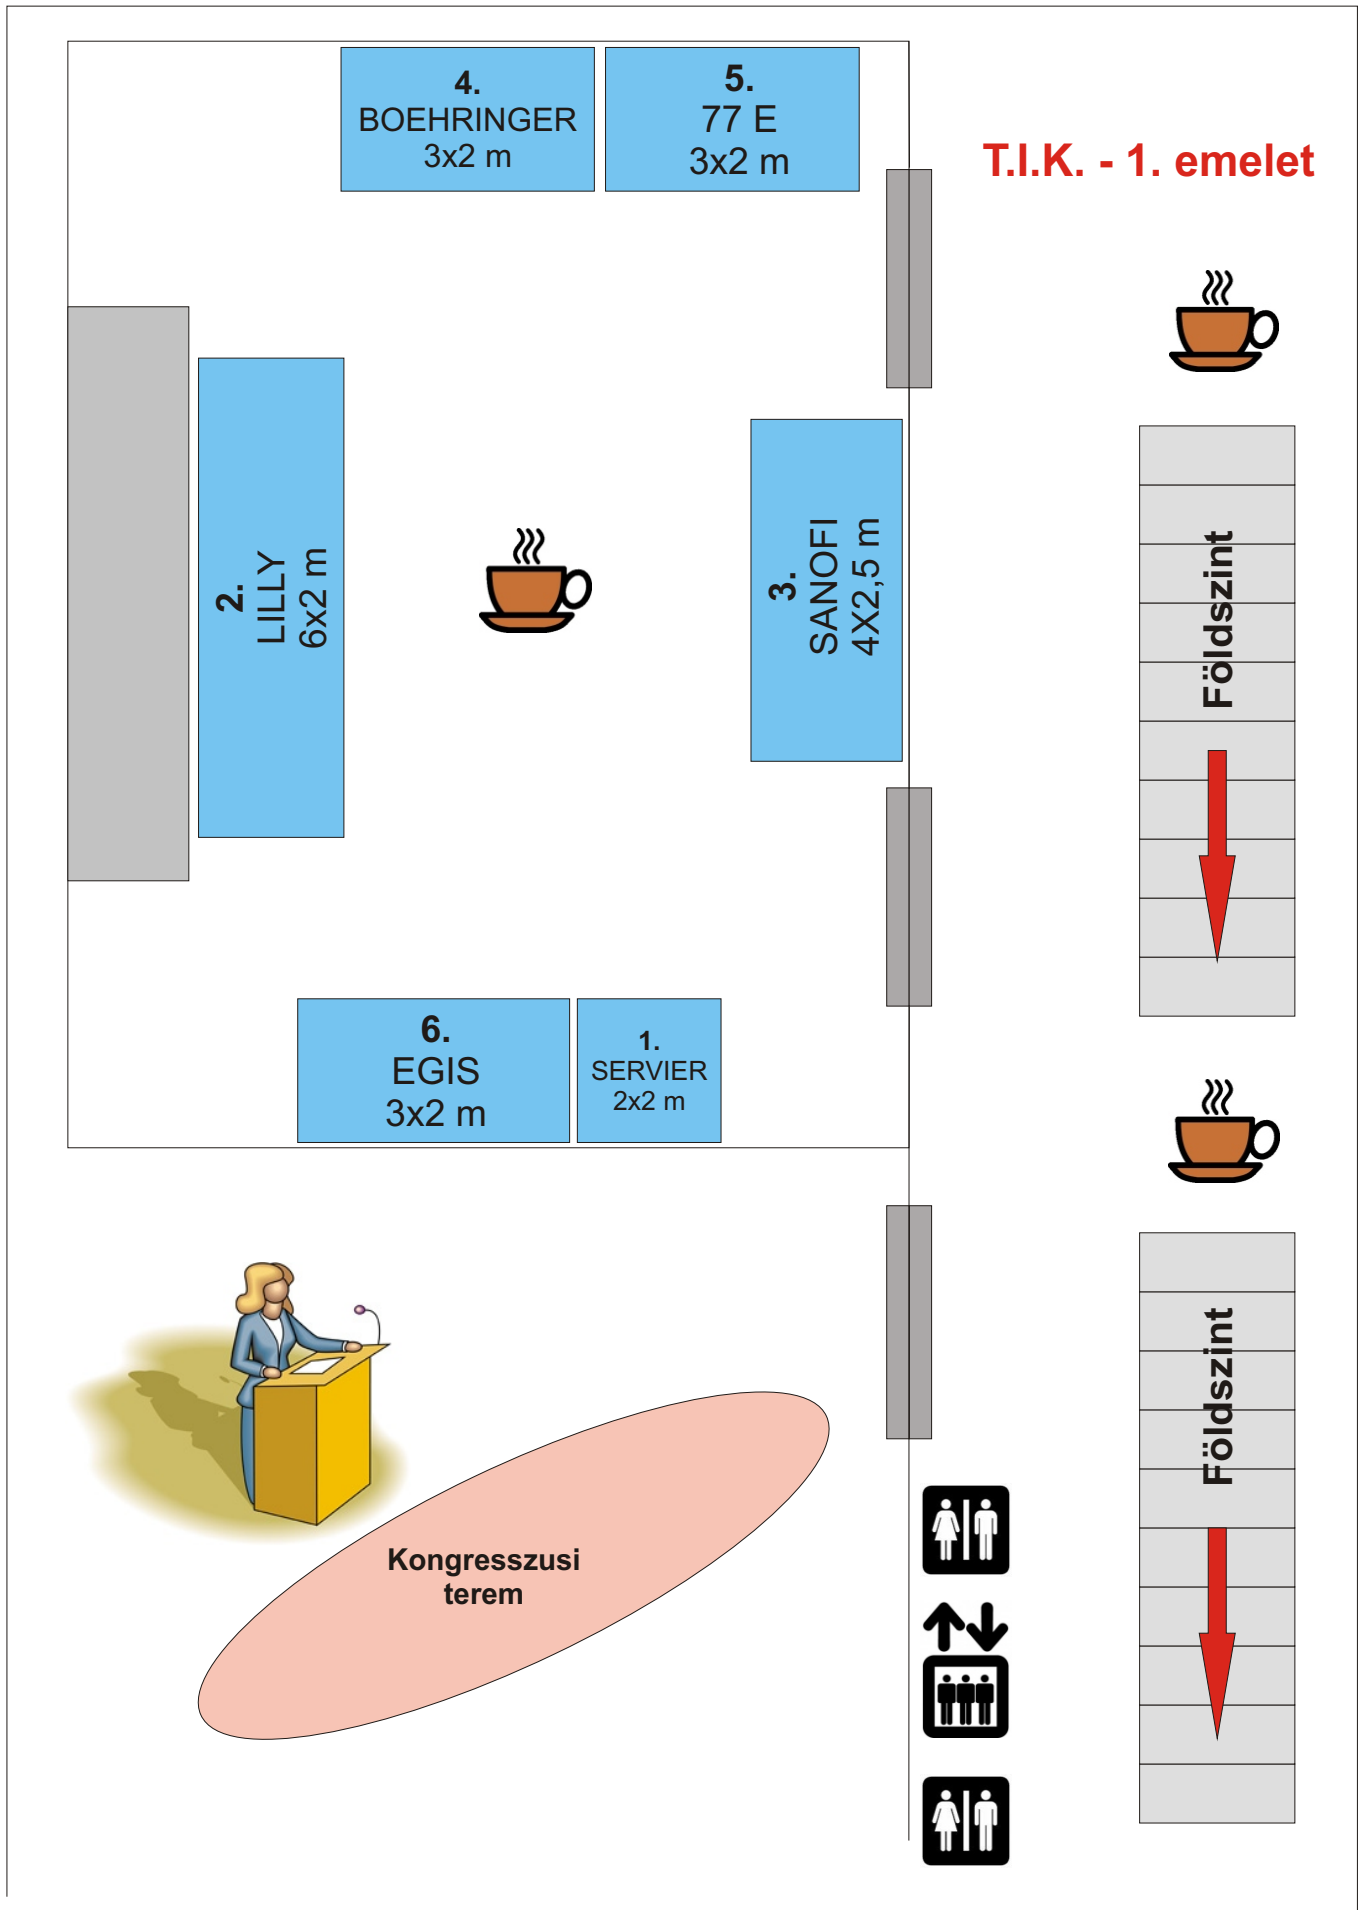 4.
BOEHRINGER
3x2 m
5.
77 E
3x2 m
T.I.K. - 1. emelet
2.
LILLY
6x2 m
3.
SANOFI
4X2,5 m
Földszint
6.
EGIS
3x2 m
1.
SERVIER
2x2 m
Földszint
Kongresszusi
terem